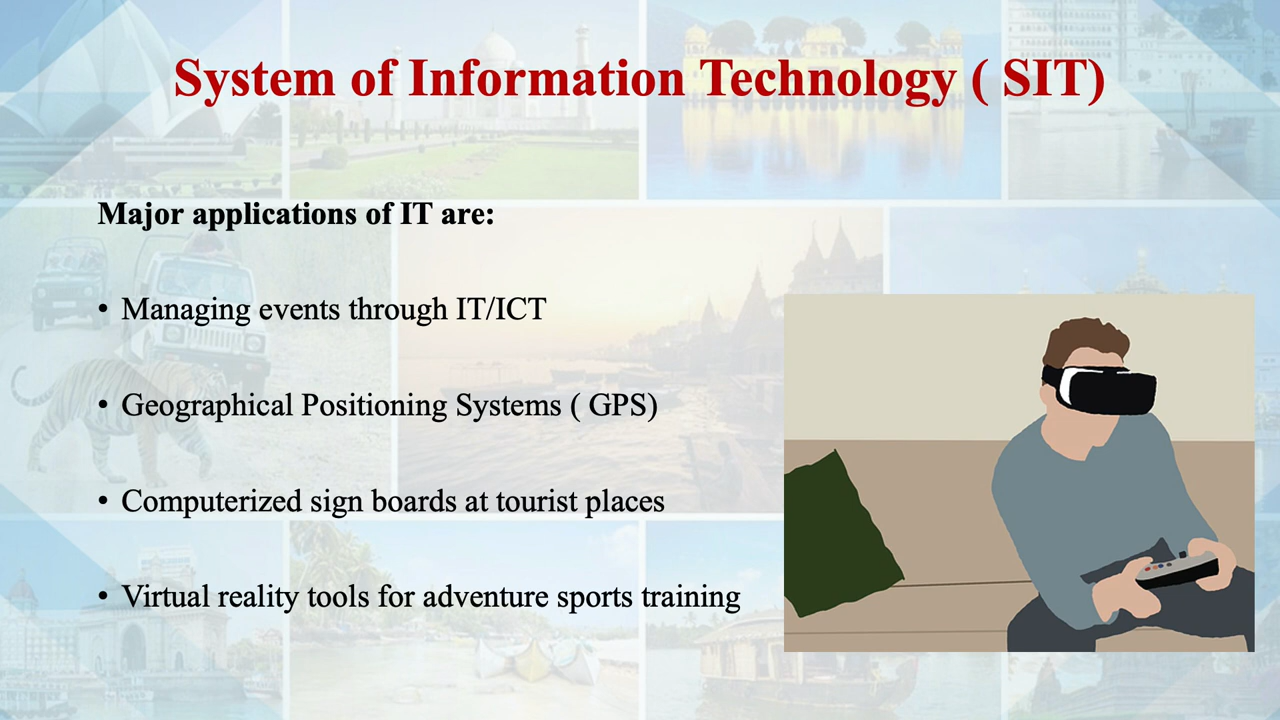 System of Information Technology ( SIT)
Major applications of IT are:
• Managing events through IT/ICT
• Geographical Positioning Systems ( GPS)
• Computerized sign boards at tourist places
• Virtual reality tools for adventure sports training